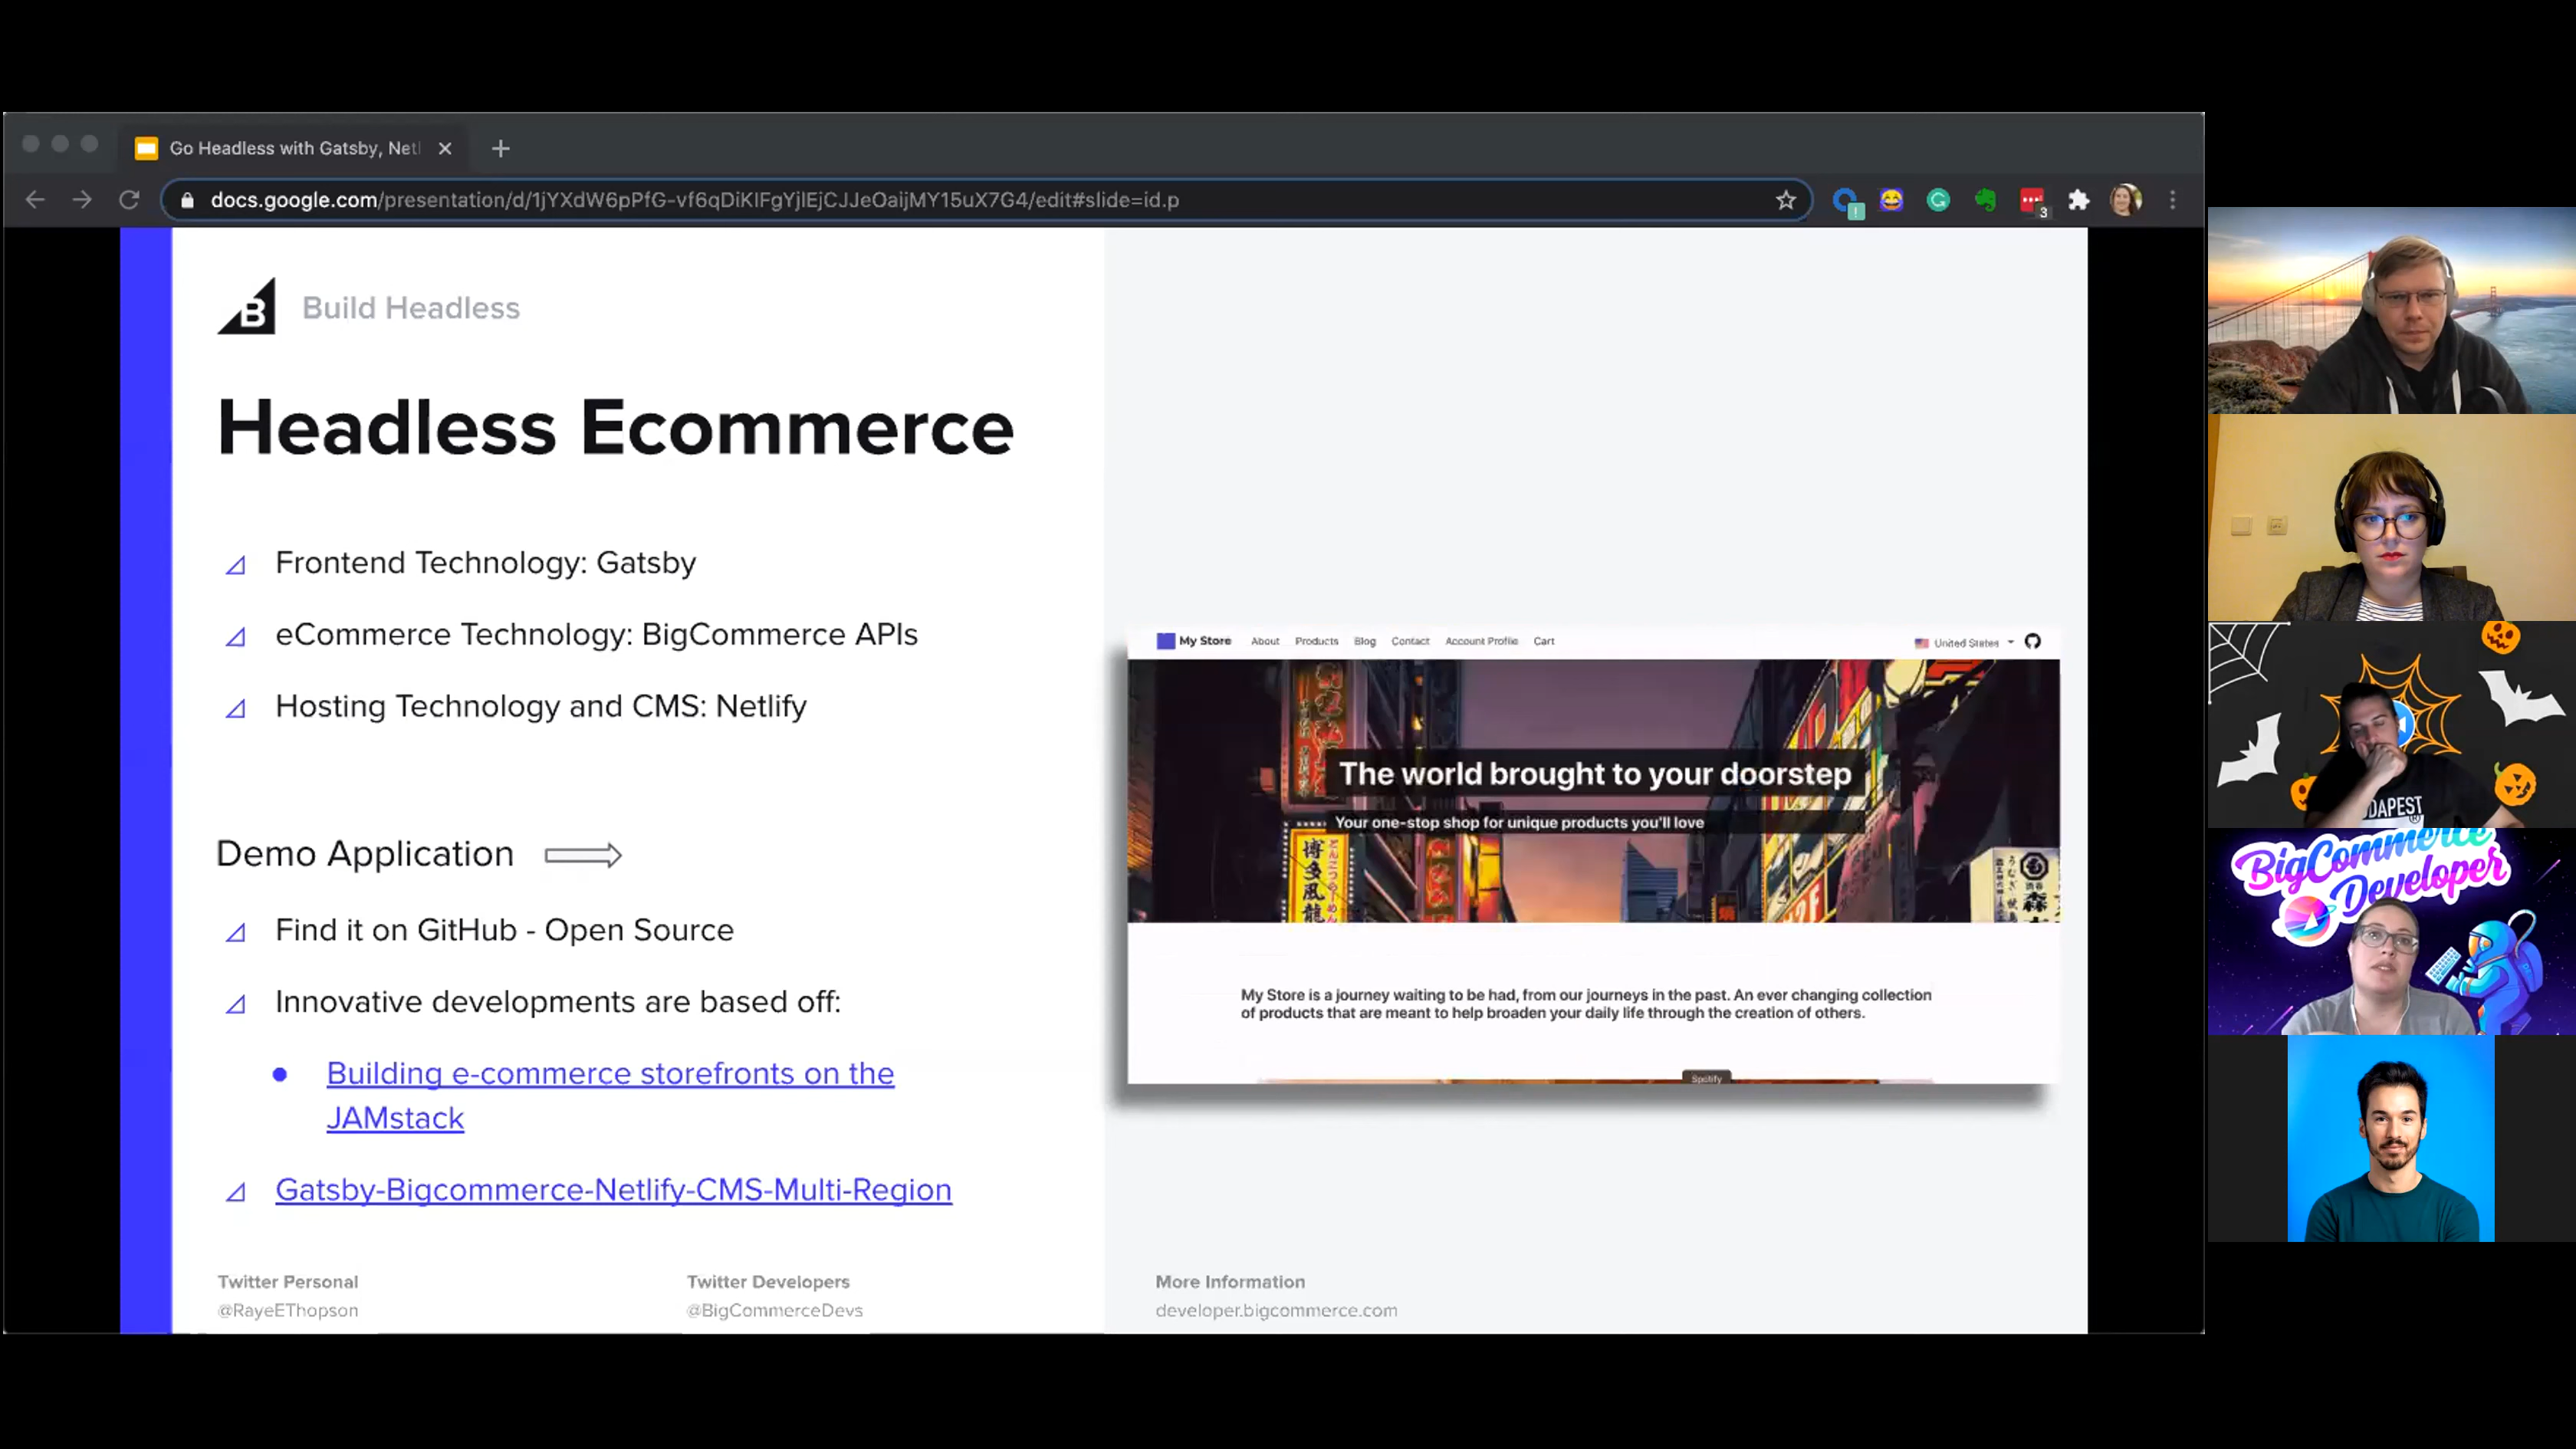 Go Headless with Gatsby, Netl
docs.google.com/presentation/d/1jYXdW6pPfG-vf6qDiKIFgYjlEjCJJeOaijMY15uX7G4/edit#slide=id.p
3
B
Build Headless
Headless Ecommerce
Frontend Technology: Gatsby
eCommerce Technology: BigCommerce APIs
Hosting Technology and CMS: Netlify
Demo Application
Find it on GitHub - Open Source
Innovative developments are based off:
Building e-commerce storefronts on the
JAMstack
Gatsby-Bigcommerce-Netlify-CMS-Multi-Region
Twitter Personal
@RayeEThopson
Twitter Developers
@BigCommerceDevs
More Information
developer.bigcommerce.com
My Store About Products Blog Contact Account Profile Cart United States
The world brought to your doorstep
Your one-stop shop for unique products you'll love
博多風龍
My Store is a journey waiting to be had, from our journeys in the past. An ever changing collection
of products that are meant to help broaden your daily life through the creation of others.
Spotify
DAPEST
BigCommerce
Developer